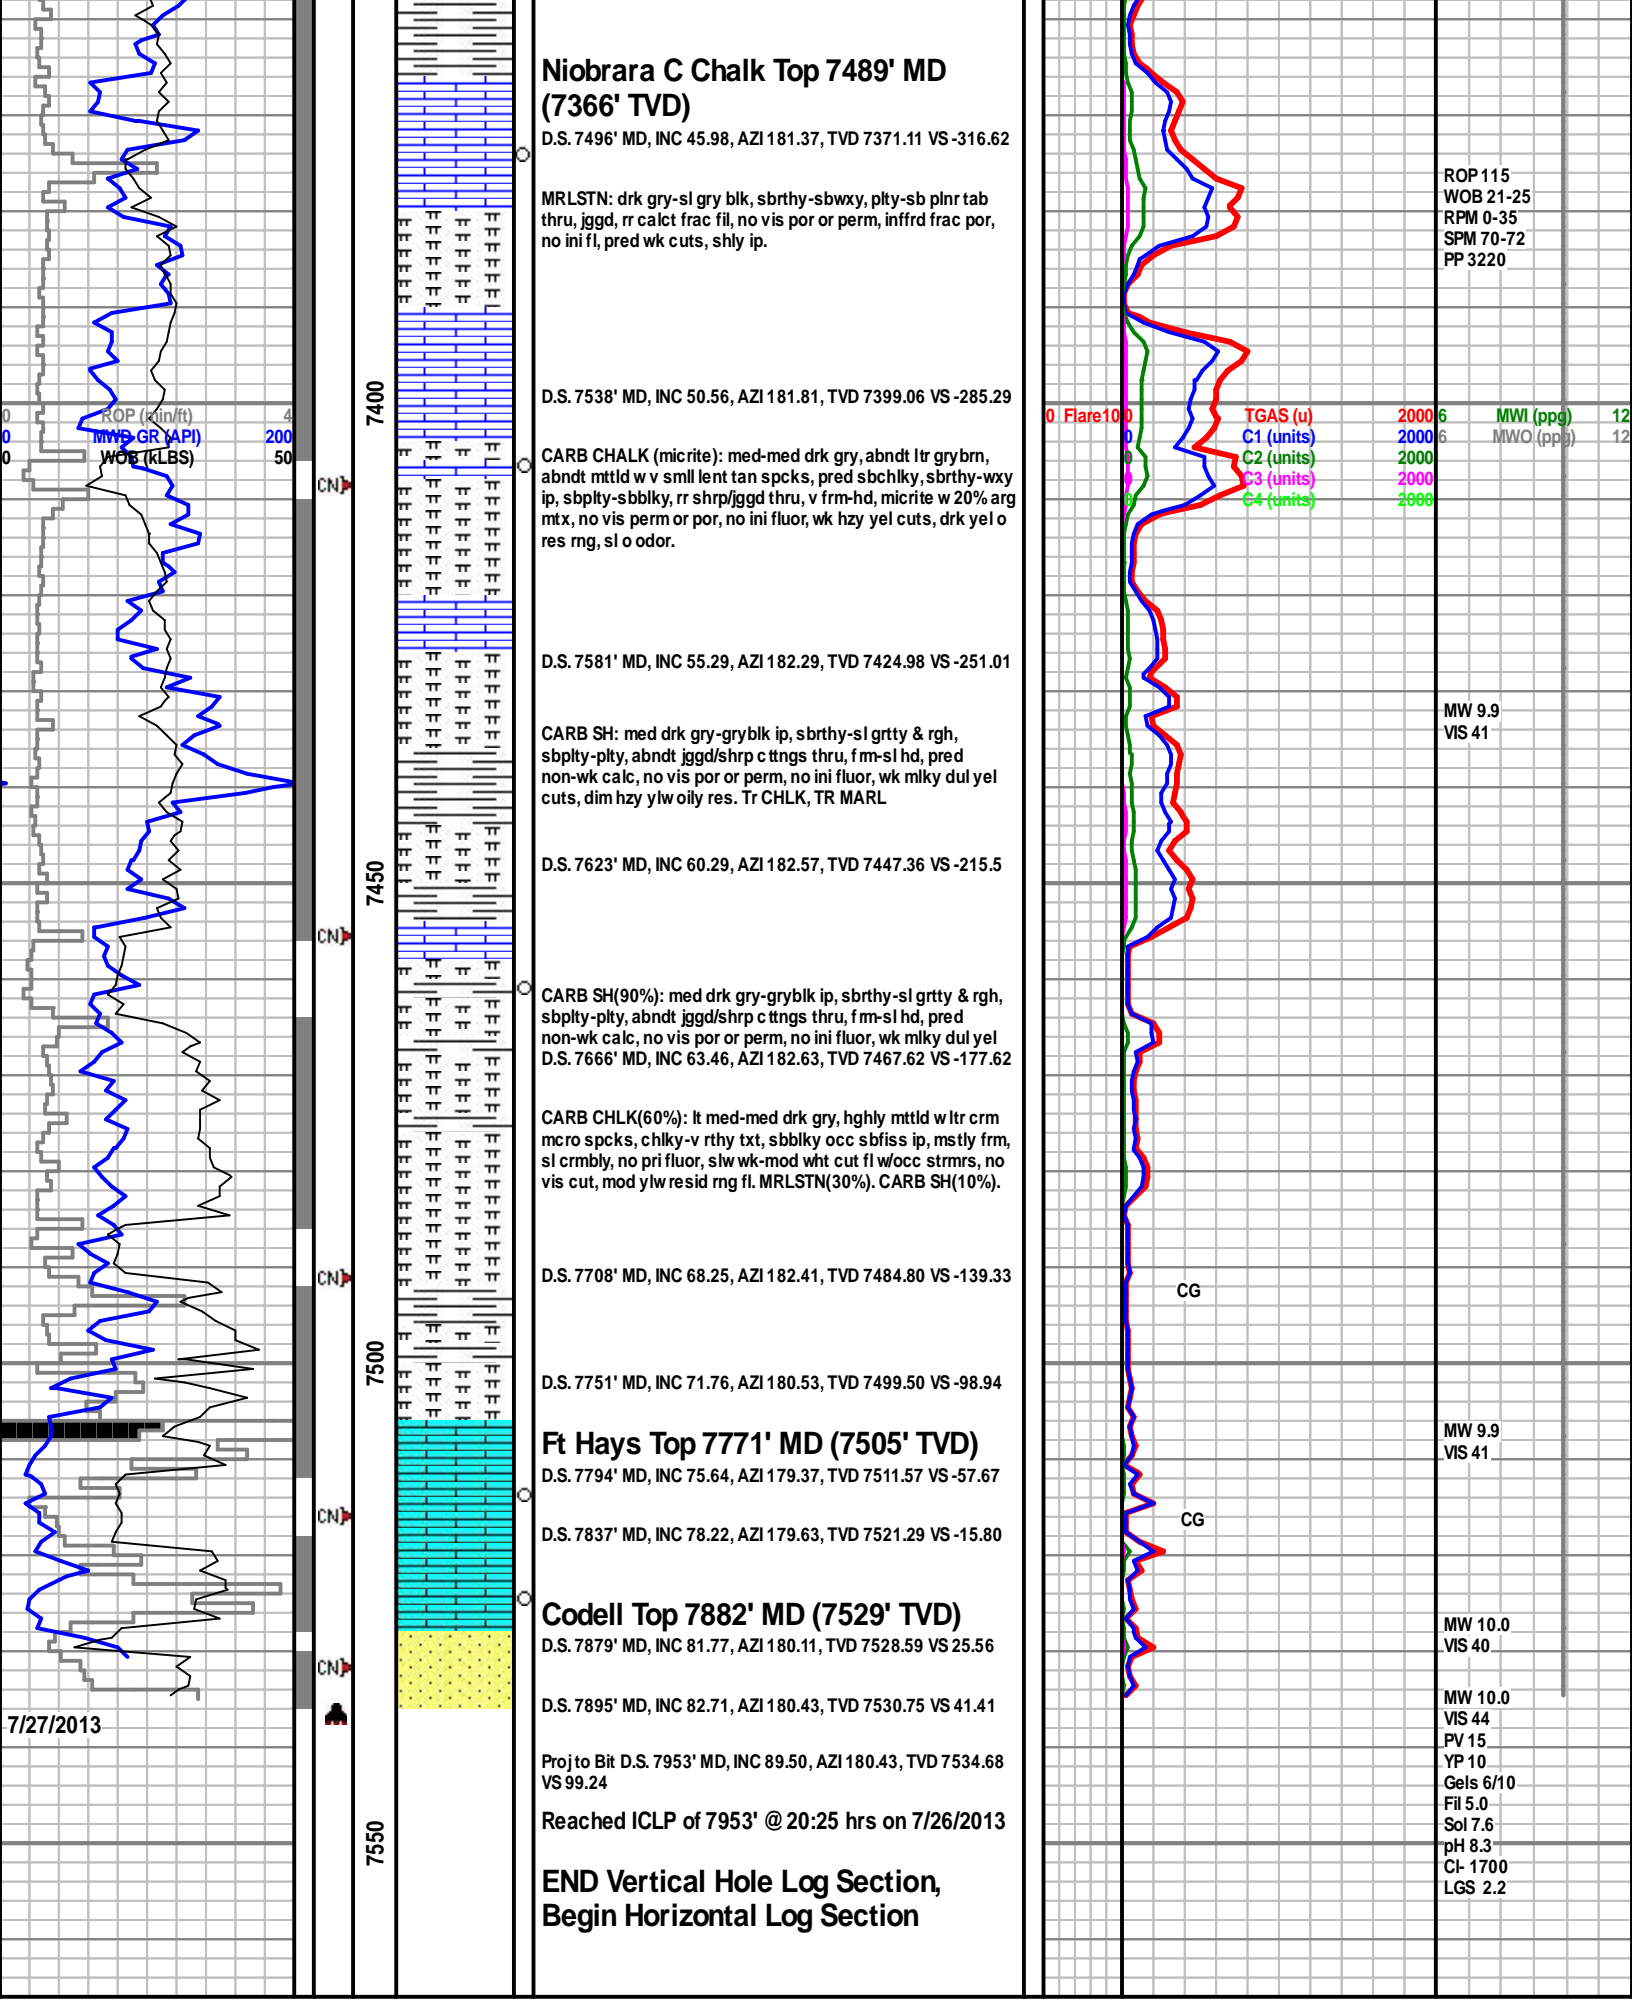 Niobrara C Chalk Top 7489' MD
(7366' TVD)
D.S. 7496' MD, INC 45.98, AZI 181.37, TVD 7371.11 VS -316.62
MRLSTN: drk gry-sl gry blk, sbrthy-sbwxy, plty-sb plnr tab
thru, jggd, rr calct frac fil, no vis por or perm, inffrd frac por,
no ini fl, pred wk cuts, shly ip.
ROP 115
WOB 21-25
RPM 0-35
SPM 70-72
PP 3220
7400
D.S. 7538' MD, INC 50.56, AZI 181.81, TVD 7399.06 VS -285.29
0 ROP (min/ft) 4
0 MWD GR (API) 200
0 WOB (kLBS) 50
0 Flare 100
0 TGAS (u) 2000
0 C1 (units) 2000
0 C2 (units) 2000
0 C3 (units) 2000
0 C4 (units) 2000
6 MWI (ppg) 12
6 MWO (ppg) 12
CARB CHALK (micrite): med-med drk gry, abndt ltr grybrn,
abndt mttld w v smll lent tan spcks, pred sbchlky, sbrthy-wxy
ip, sbplty-sbblky, rr shrp/jggd thru, v frm-hd, micrite w 20% arg
mtx, no vis perm or por, no ini fluor, wk hzy yel cuts, drk yel o
res rng, sl o odor.
CN
D.S. 7581' MD, INC 55.29, AZI 182.29, TVD 7424.98 VS -251.01
MW 9.9
VIS 41
CARB SH: med drk gry-gryblk ip, sbrthy-sl grtty & rgh,
sbplty-plty, abndt jggd/shrp cttngs thru, frm-sl hd, pred
non-wk calc, no vis por or perm, no ini fluor, wk mlky dul yel
cuts, dim hzy ylw oily res. Tr CHLK, TR MARL
7450
D.S. 7623' MD, INC 60.29, AZI 182.57, TVD 7447.36 VS -215.5
CN
CARB SH(90%): med drk gry-gryblk ip, sbrthy-sl grtty & rgh,
sbplty-plty, abndt jggd/shrp cttngs thru, frm-sl hd, pred
non-wk calc, no vis por or perm, no ini fluor, wk mlky dul yel
D.S. 7666' MD, INC 63.46, AZI 182.63, TVD 7467.62 VS -177.62
CARB CHLK(60%): lt med-med drk gry, hghly mttld w ltr crm
mcro spcks, chlky-v rthy txt, sbblky occ sbfiss ip, mstly frm,
sl crmbly, no pri fluor, slw wk-mod wht cut fl w/occ strmrs, no
vis cut, mod ylw resid rng fl. MRLSTN(30%). CARB SH(10%).
D.S. 7708' MD, INC 68.25, AZI 182.41, TVD 7484.80 VS -139.33
CN
CG
7500
D.S. 7751' MD, INC 71.76, AZI 180.53, TVD 7499.50 VS -98.94
Ft Hays Top 7771' MD (7505' TVD)
D.S. 7794' MD, INC 75.64, AZI 179.37, TVD 7511.57 VS -57.67
MW 9.9
VIS 41
CN
CG
D.S. 7837' MD, INC 78.22, AZI 179.63, TVD 7521.29 VS -15.80
Codell Top 7882' MD (7529' TVD)
D.S. 7879' MD, INC 81.77, AZI 180.11, TVD 7528.59 VS 25.56
MW 10.0
VIS 40
CN
D.S. 7895' MD, INC 82.71, AZI 180.43, TVD 7530.75 VS 41.41
7/27/2013
Proj to Bit D.S. 7953' MD, INC 89.50, AZI 180.43, TVD 7534.68
VS 99.24
Reached ICLP of 7953' @ 20:25 hrs on 7/26/2013
7550
END Vertical Hole Log Section,
Begin Horizontal Log Section
MW 10.0
VIS 44
PV 15
YP 10
Gels 6/10
Fil 5.0
Sol 7.6
pH 8.3
Cl- 1700
LGS 2.2